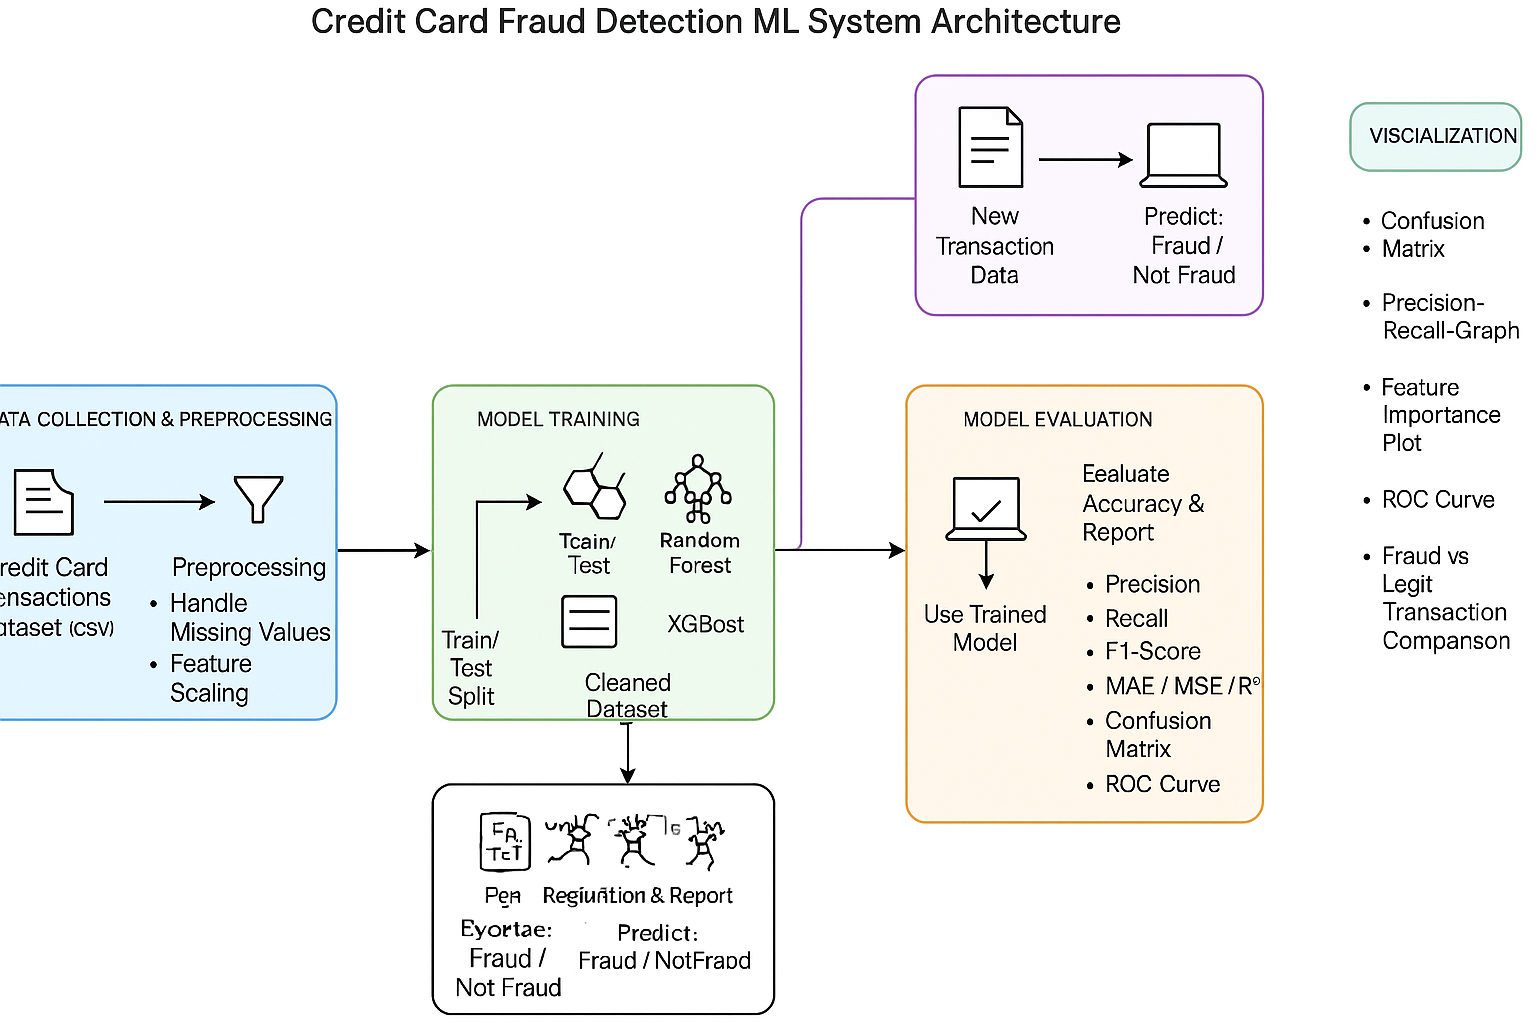 Credit Card Fraud Detection ML System Architecture
New
Transaction
Data
Predict:
Fraud /
Not Fraud
VISCIALIZATION
• Confusion
• Matrix
• Precision-
Recall-Graph
• Feature
Importance
Plot
• ROC Curve
• Fraud vs
Legit
Transaction
Companson
ATA COLLECTION & PREPROCESSING
redit Card
ensactions
ataset (csv)
Preprocessing
• Handle
Missing Values
• Feature
Scaling
MODEL TRAINING
Tcain/
Test
Random
Forest
Train/
Test
Split
XGBost
Cleaned
Dataset
MODEL EVALUATION
Eealuate
Accuracy &
Report
Use Trained
Model
• Precision
• Recall
• F1-Score
• MAE / MSE / R
• Confusion
Matrix
• ROC Curve
& Report
Eyortae:
Fraud /
Not Fraud
Predict:
Fraud / NotFraпd